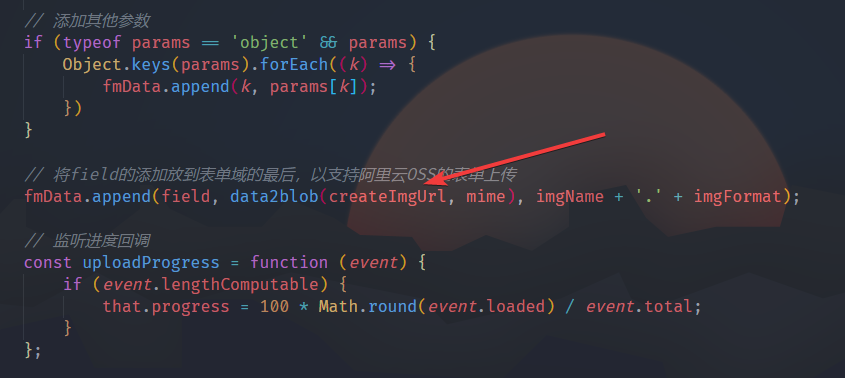 // 添加其他参数
if (typeof params == 'object' && params) {
Object.keys(params).forEach((k) => {
fmData.append(k, params[k]);
})
}
// 将field的添加放到表单域的最后，以支持阿里云OSS的表单上传
fmData.append(field, data2blob(createImgUrl, mime), imgName + '.' + imgFormat);
// 监听进度回调
const uploadProgress = function (event) {
if (event.lengthComputable) {
that.progress = 100 * Math.round(event.loaded) / event.total;
}
};